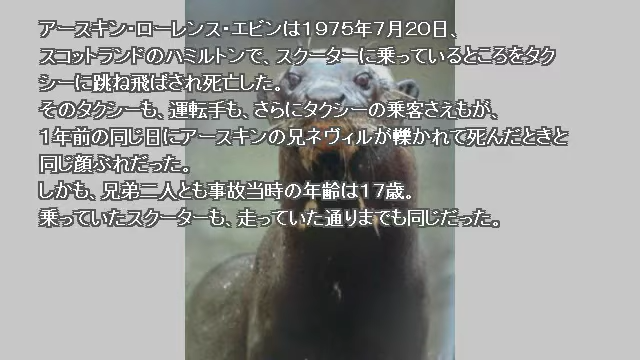 アースキン・ローレンス・エビンは１９７５年７月２０日、
スコットランドのハミルトンで、スクーターに乗っているところをタク
シーに跳ね飛ばされ死亡した。
そのタクシーも、運転手も、さらにタクシーの乗客さえもが、
１年前の同じ日にアースキンの兄ネヴィルが轢かれて死んだときと
同じ顔ぶれだった。
しかも、兄弟二人とも事故当時の年齢は１７歳。
乗っていたスクーターも、走っていた通りまでも同じだった。